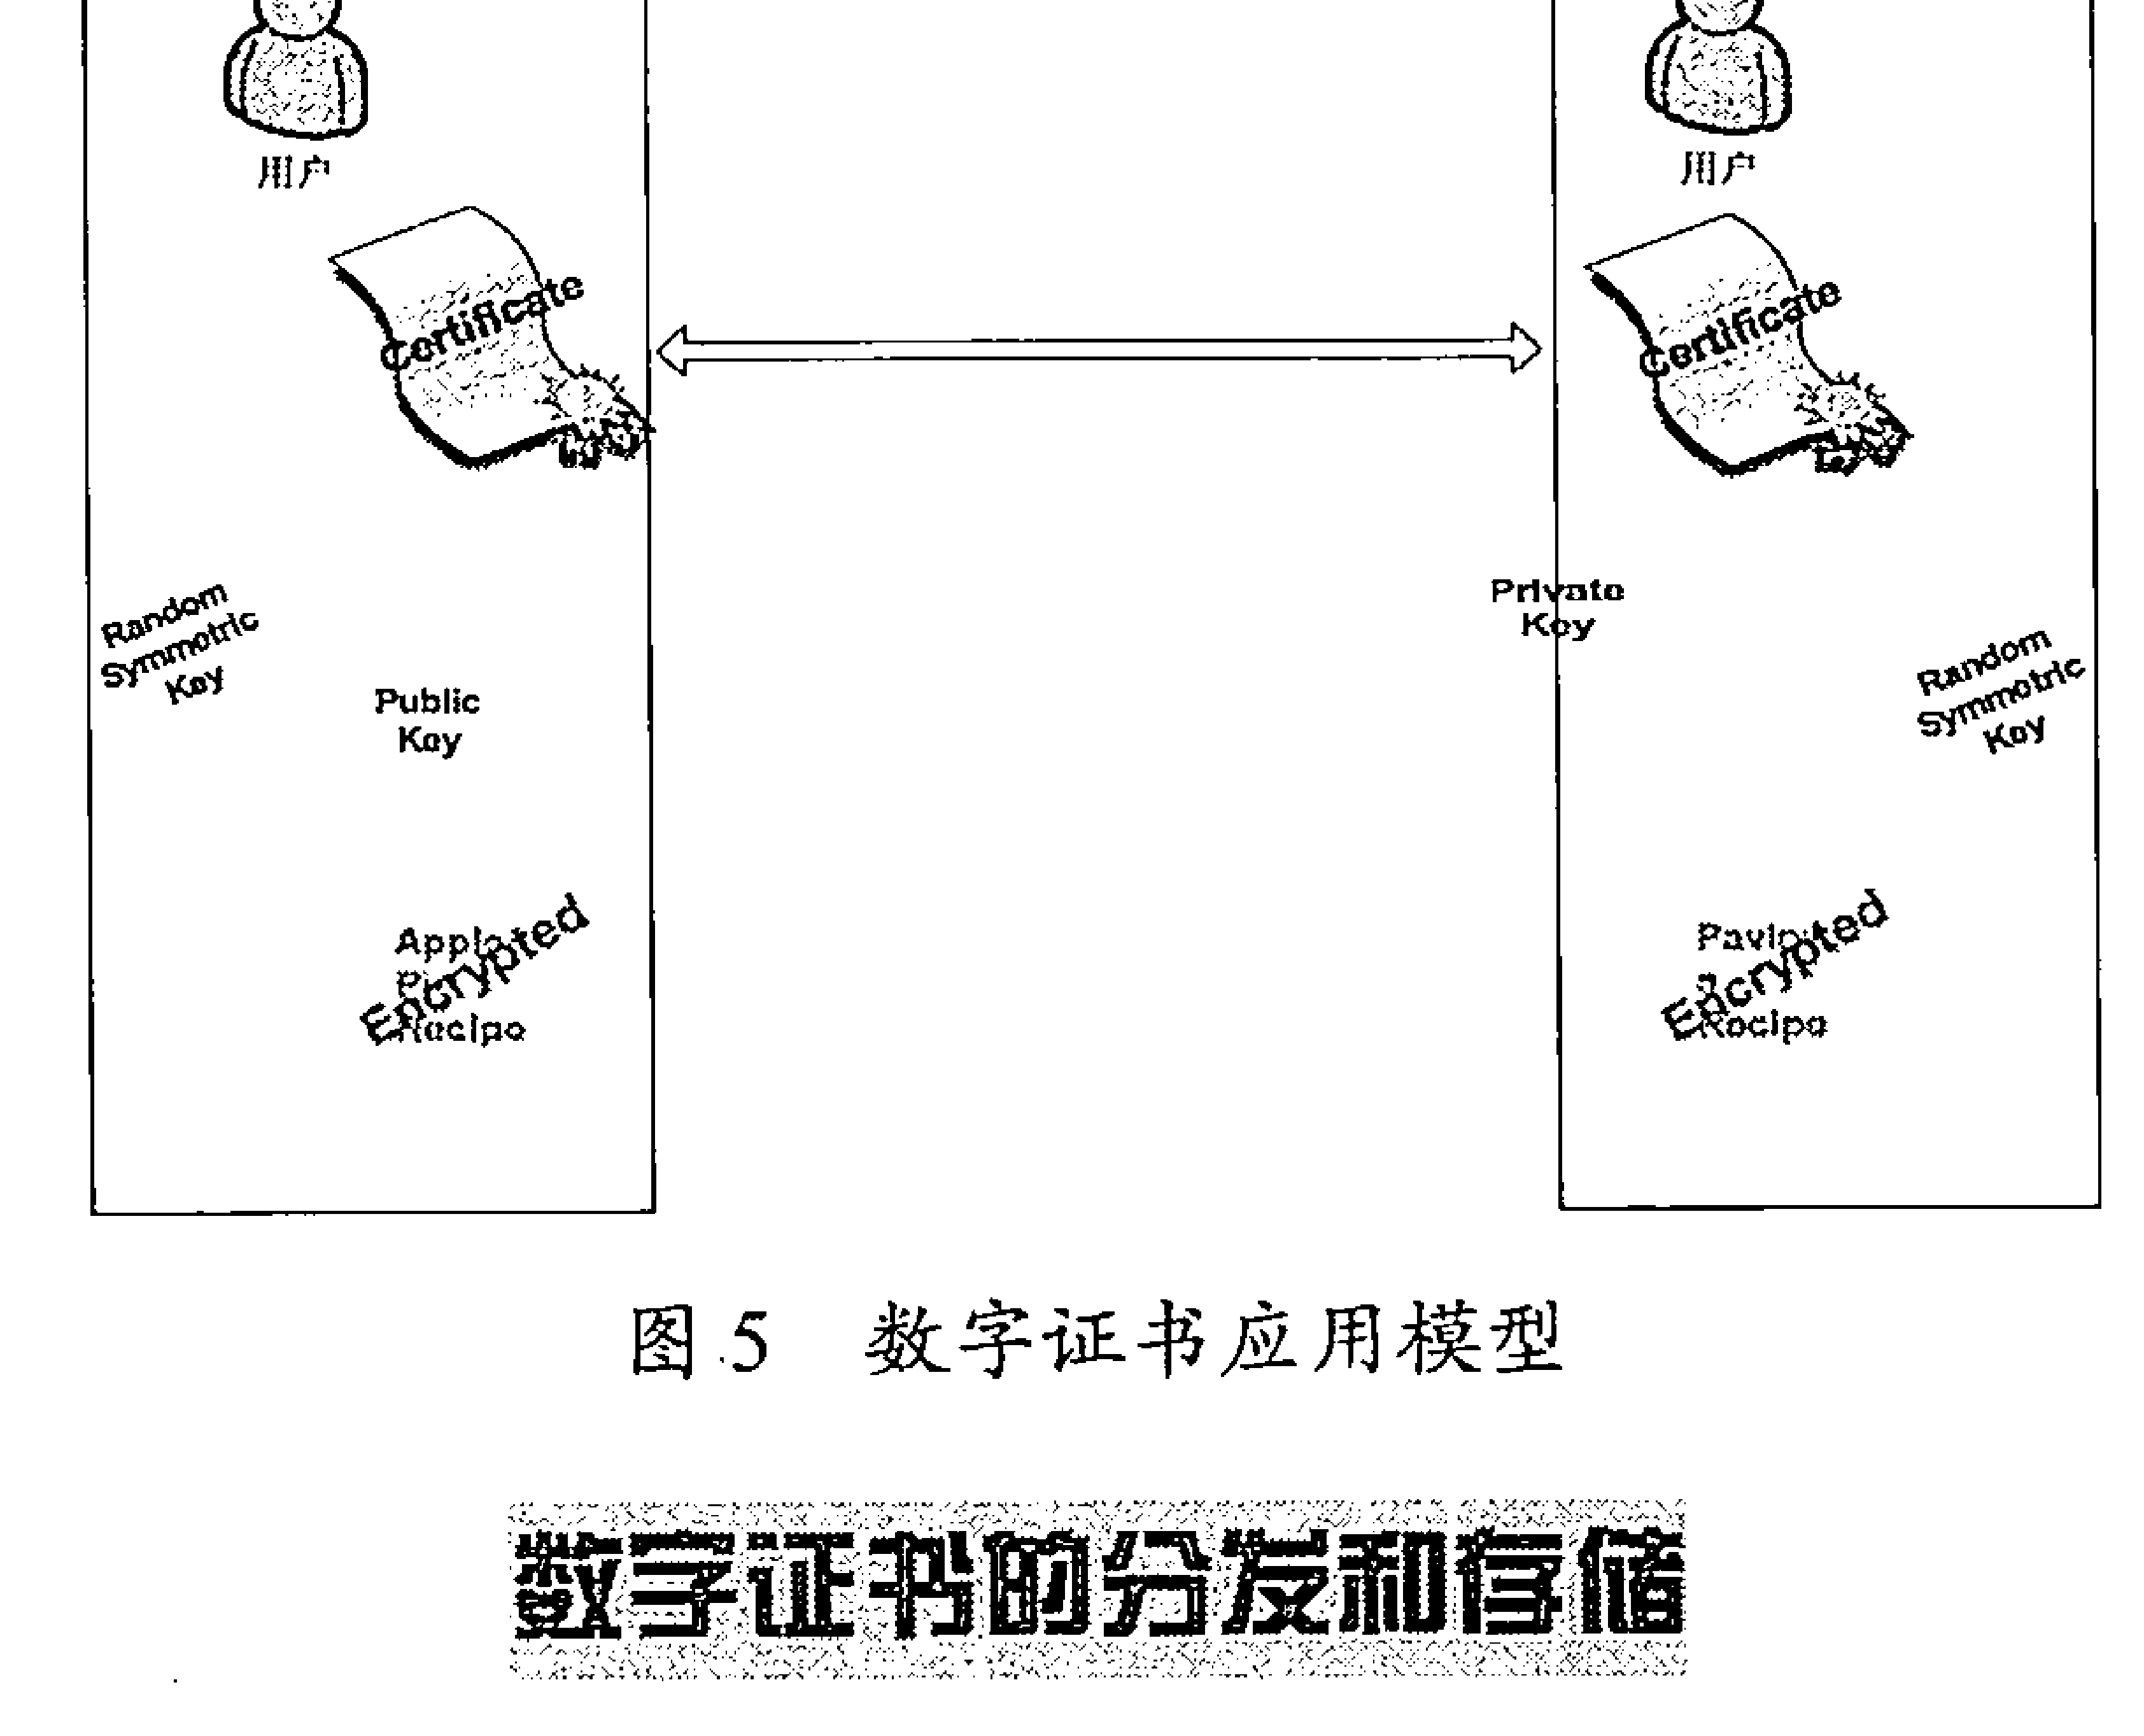 用户
用户
Certificate
Certificate
Random
Symmetric
Key
Public
Key
Private
Key
Random
Symmetric
Key
Encrypted
Recipe
Encrypted
Recipe
图 5 数字证书应用模型
数字证书的分发和存储